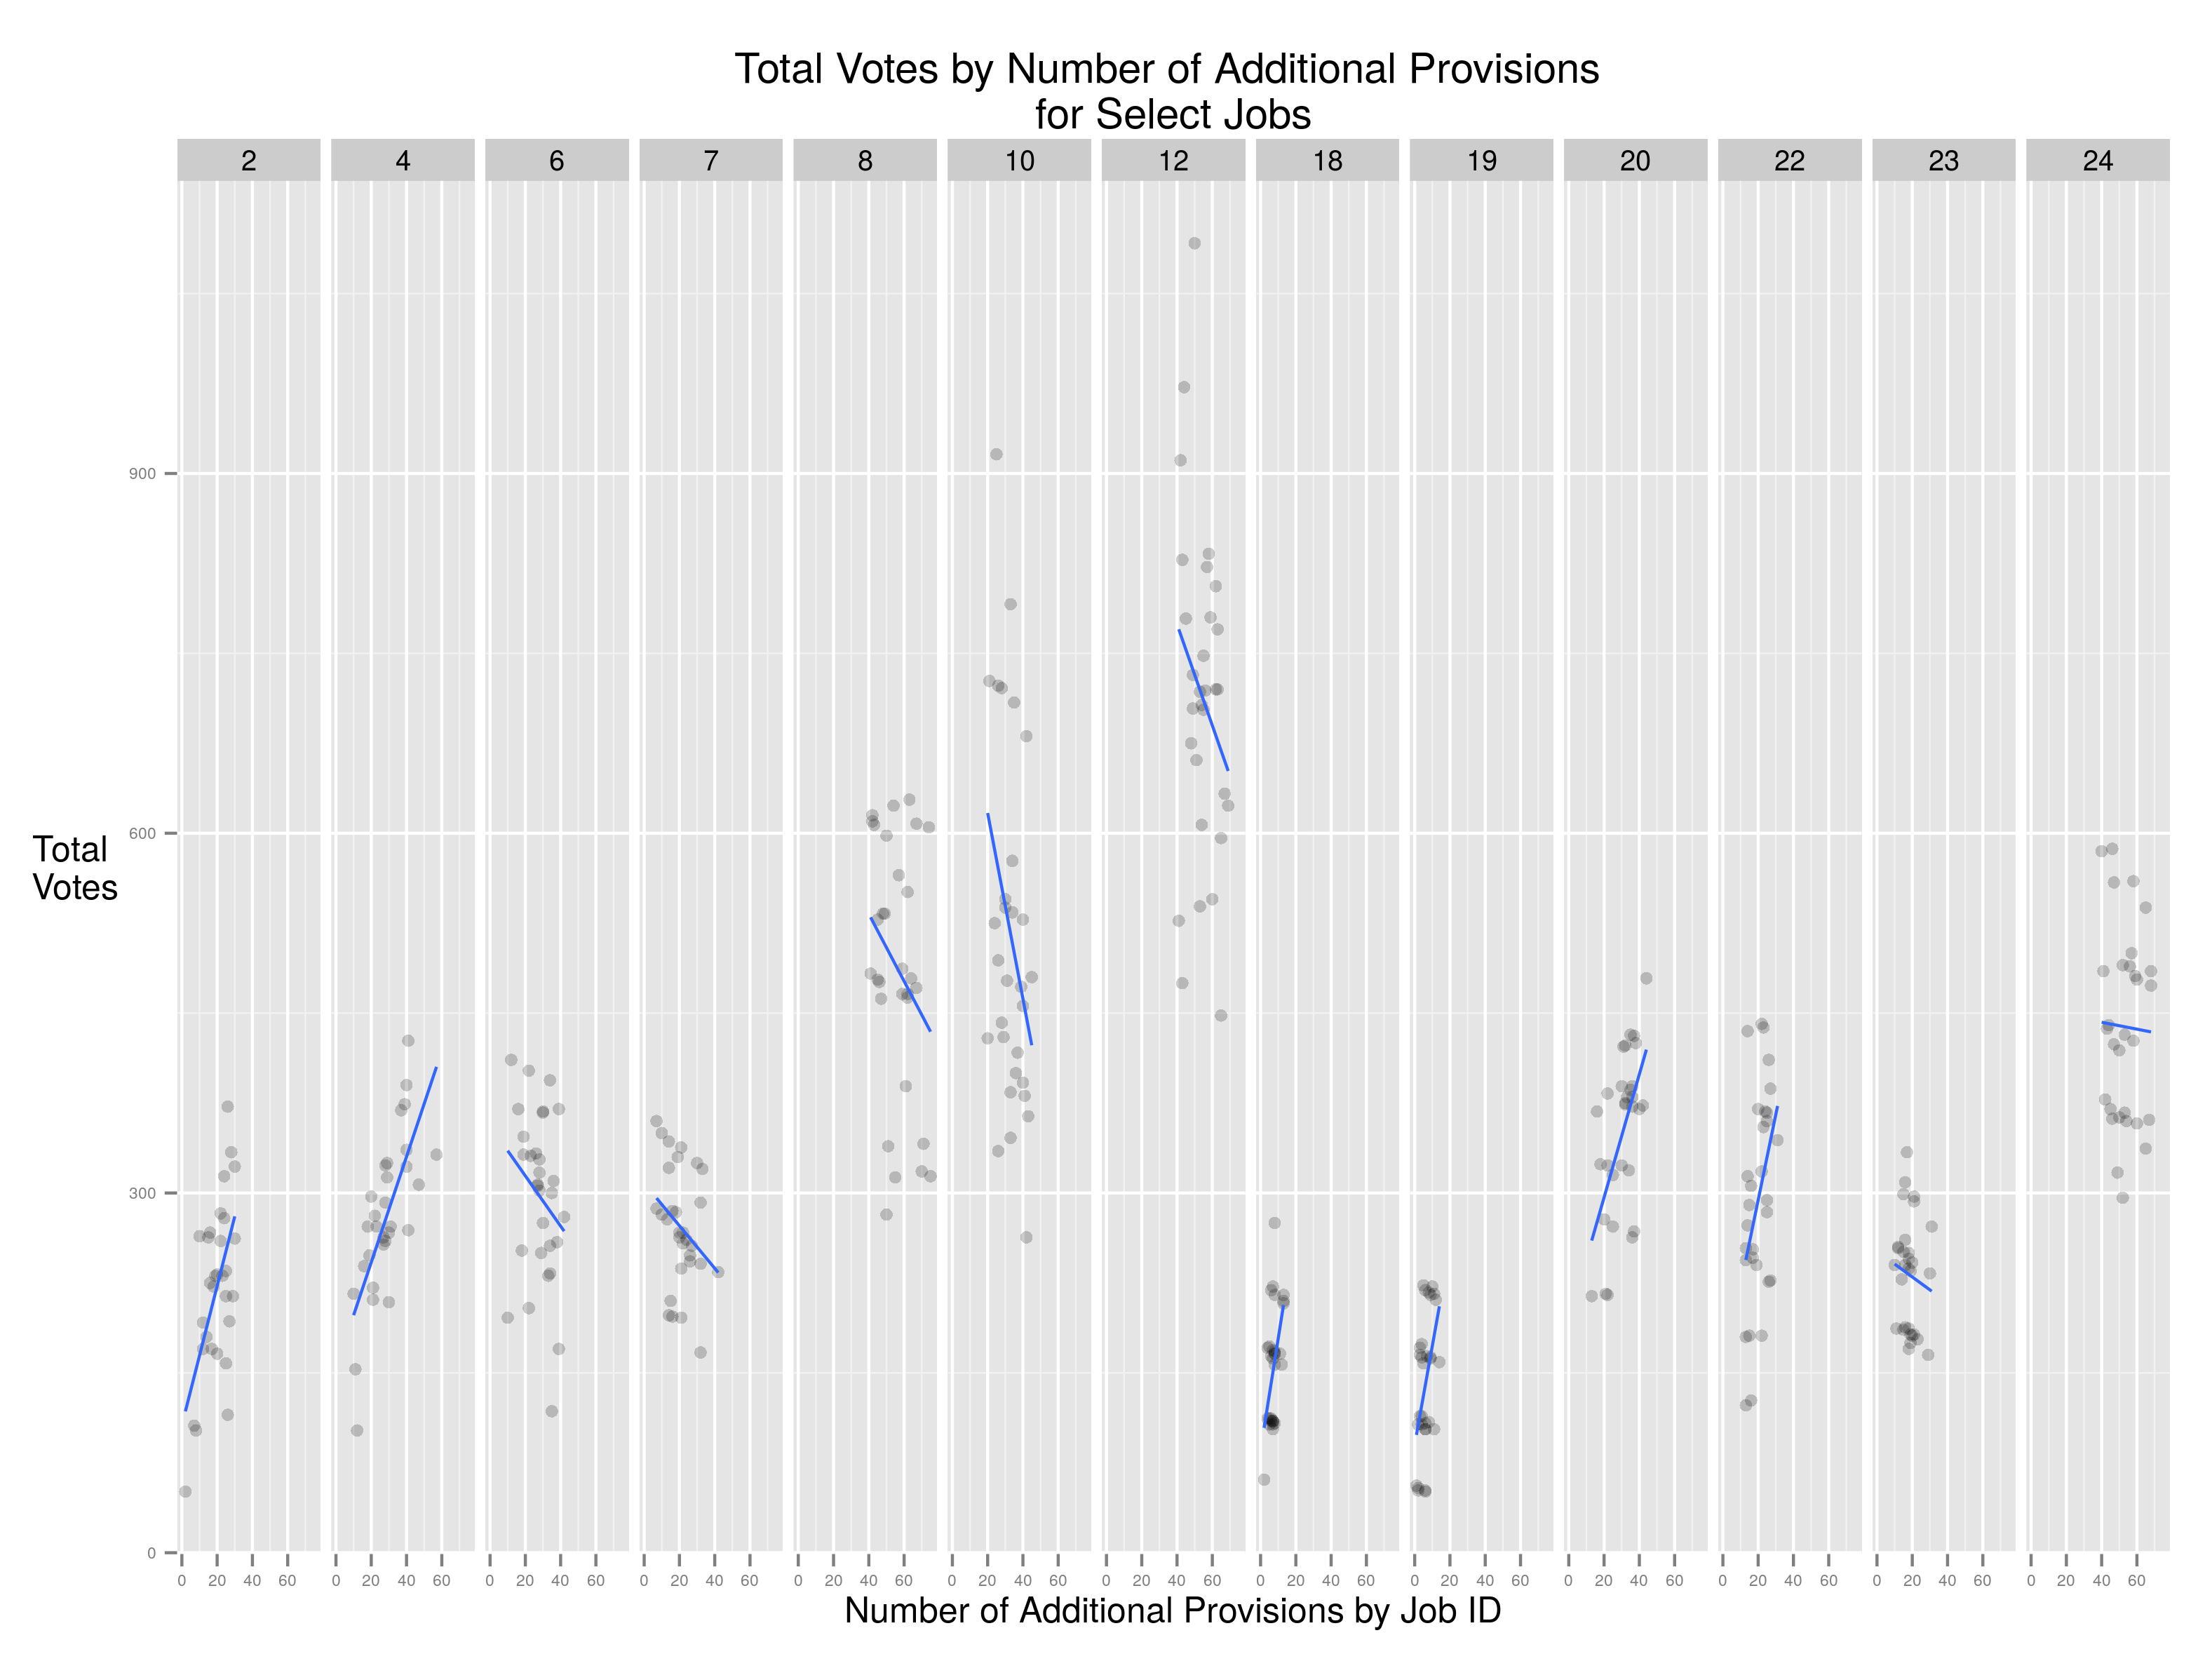 Total Votes by Number of Additional Provisions
for Select Jobs
2 4 6 7 8 10 12 18 19 20 22 23 24
900
600
300
0
Total
Votes
0 20 40 60 0 20 40 60 0 20 40 60 0 20 40 60 0 20 40 60 0 20 40 60 0 20 40 60 0 20 40 60 0 20 40 60 0 20 40 60 0 20 40 60 0 20 40 60 0 20 40 60
Number of Additional Provisions by Job ID